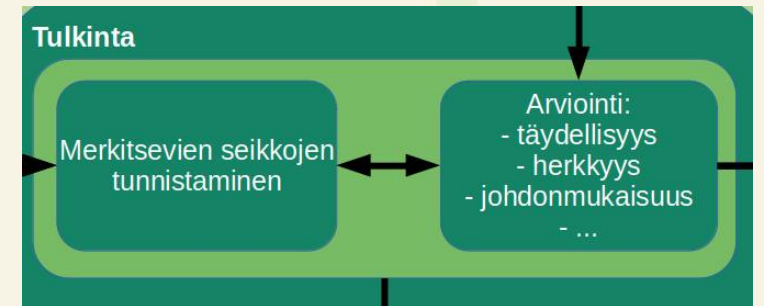 Tulkinta
Merkitsevien seikkojen
tunnistaminen
Arviointi:
- täydellisyys
- herkkyys
- johdonmukaisuus
- ...